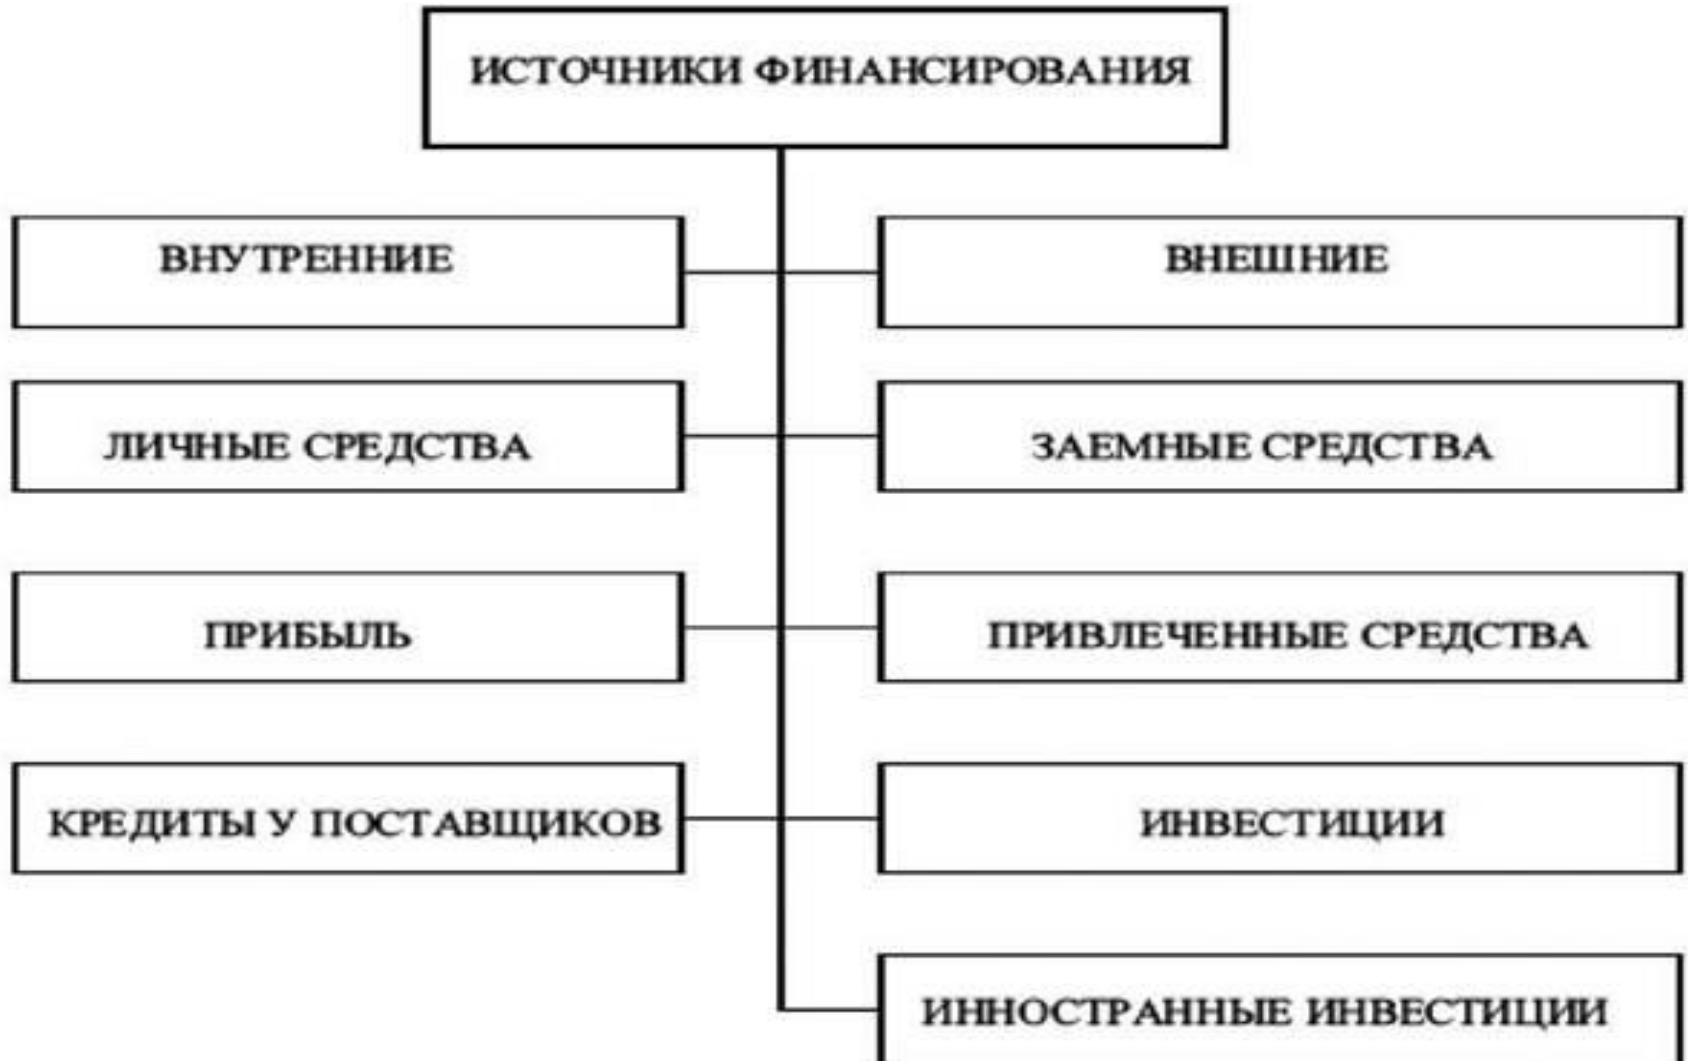 ИСТОЧНИКИ ФИНАНСИРОВАНИЯ
ВНУТРЕННИЕ
ВНЕШНИЕ
ЛИЧНЫЕ СРЕДСТВА
ЗАЕМНЫЕ СРЕДСТВА
ПРИБЫЛЬ
ПРИВЛЕЧЕННЫЕ СРЕДСТВА
КРЕДИТЫ У ПОСТАВЩИКОВ
ИНВЕСТИЦИИ
ИННОСТРАННЫЕ ИНВЕСТИЦИИ